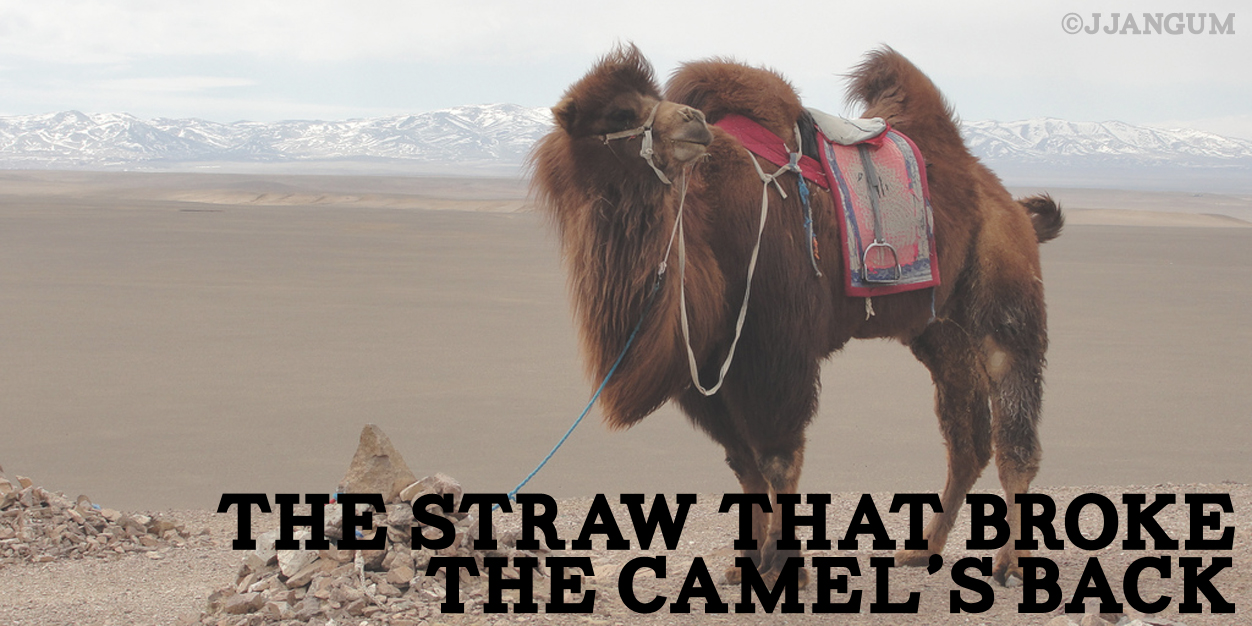 ©JJANGUM
THE STRAW THAT BROKE
THE CAMEL'S BACK